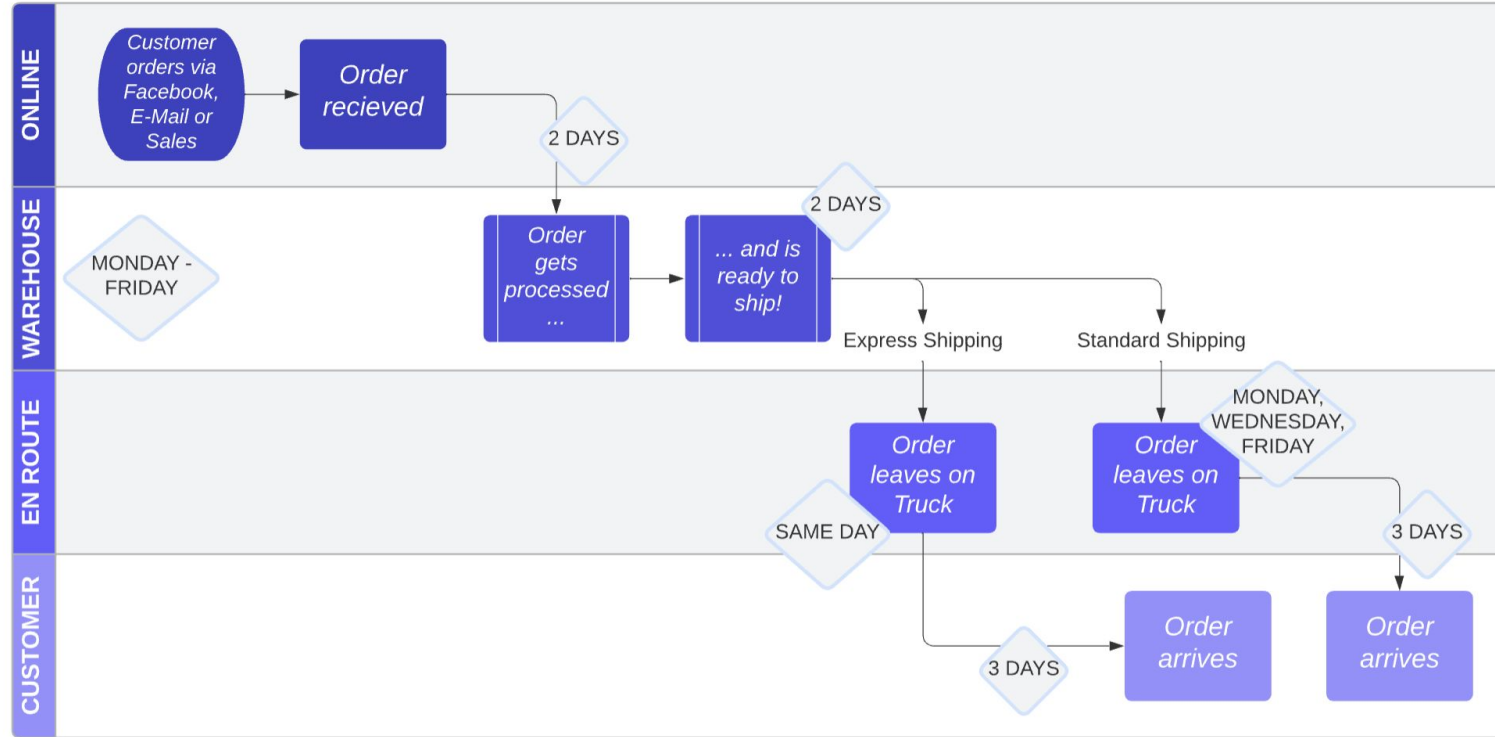 ONLINE
Customer
orders via
Facebook,
E-Mail or
Sales
Order
recieved
2 DAYS
WAREHOUSE
MONDAY -
FRIDAY
Order
gets
processed
...
... and is
ready to
ship!
2 DAYS
Express Shipping
Standard Shipping
EN ROUTE
Order
leaves on
Truck
SAME DAY
Order
leaves on
Truck
MONDAY,
WEDNESDAY,
FRIDAY
3 DAYS
CUSTOMER
3 DAYS
Order
arrives
Order
arrives